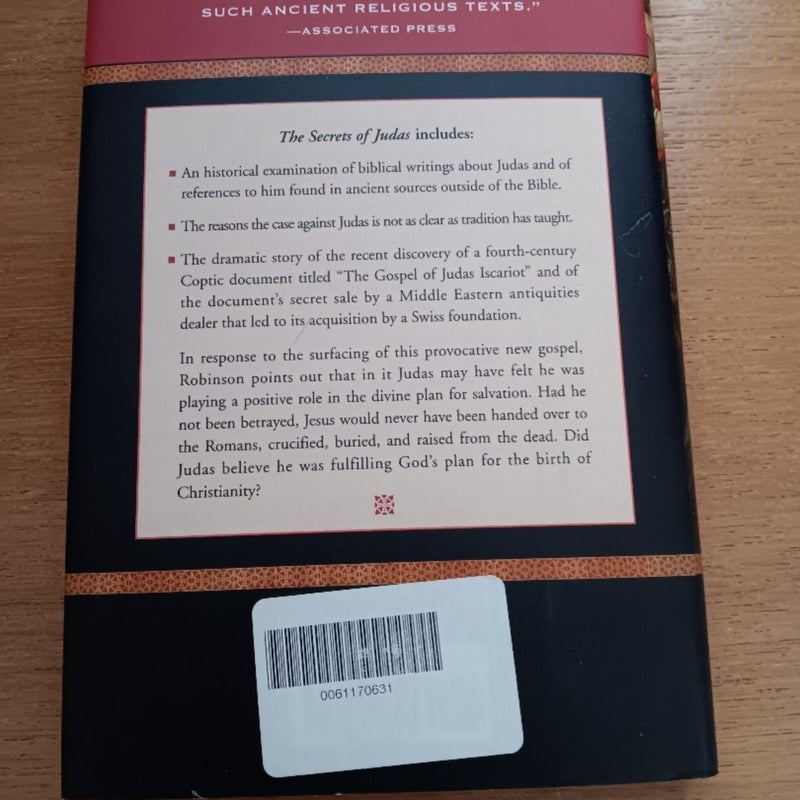 SUCH ANCIENT RELIGIOUS TEXTS.”
—ASSOCIATED PRESS
The Secrets of Judas includes:
▪ An historical examination of biblical writings about Judas and of
references to him found in ancient sources outside of the Bible.
▪ The reasons the case against Judas is not as clear as tradition has taught.
▪ The dramatic story of the recent discovery of a fourth-century
Coptic document titled “The Gospel of Judas Iscariot” and of
the document’s secret sale by a Middle Eastern antiquities
dealer that led to its acquisition by a Swiss foundation.
In response to the surfacing of this provocative new gospel,
Robinson points out that in it Judas may have felt he was
playing a positive role in the divine plan for salvation. Had he
not been betrayed, Jesus would never have been handed over to
the Romans, crucified, buried, and raised from the dead. Did
Judas believe he was fulfilling God’s plan for the birth of
Christianity?
0061170631